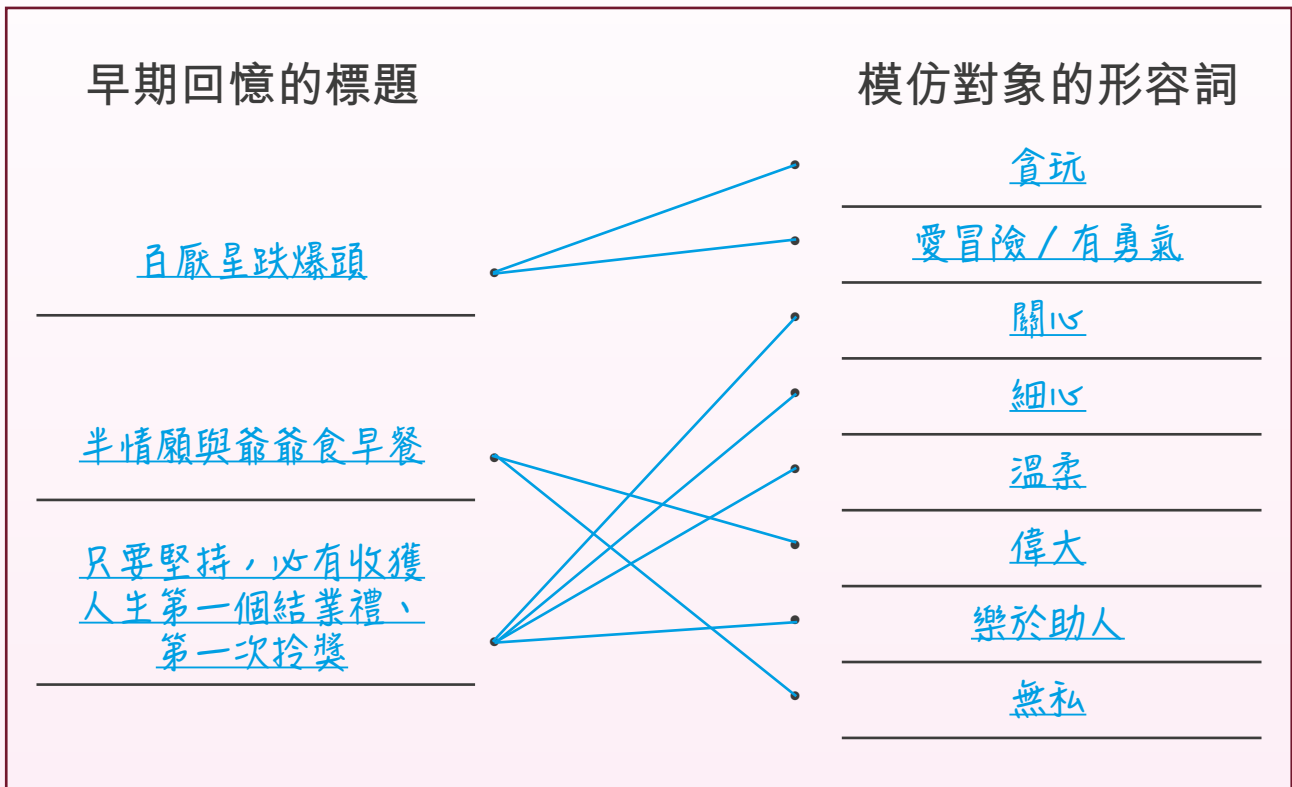 早期回憶的標題
百厭星跌爆頭
半情願與爺爺食早餐
只要堅持，必有收獲
人生第一個結業禮、
第一次拎獎
模仿對象的形容詞
貪玩
愛冒險／有勇氣
關心
細心
溫柔
偉大
樂於助人
無私